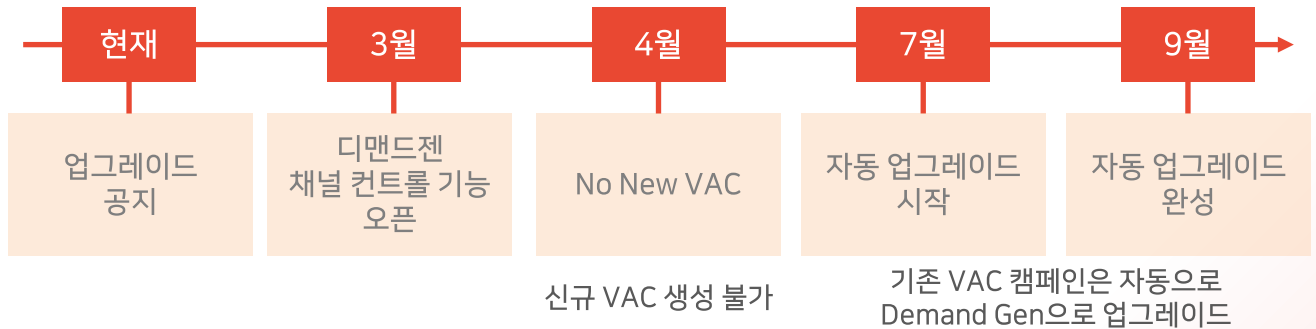 현재
3월
4월
7월
9월
업그레이드
공지
디맨드젠
채널 컨트롤 기능
오픈
No New VAC
자동 업그레이드
시작
자동 업그레이드
완성
신규 VAC 생성 불가
기존 VAC 캠페인은 자동으로
Demand Gen으로 업그레이드